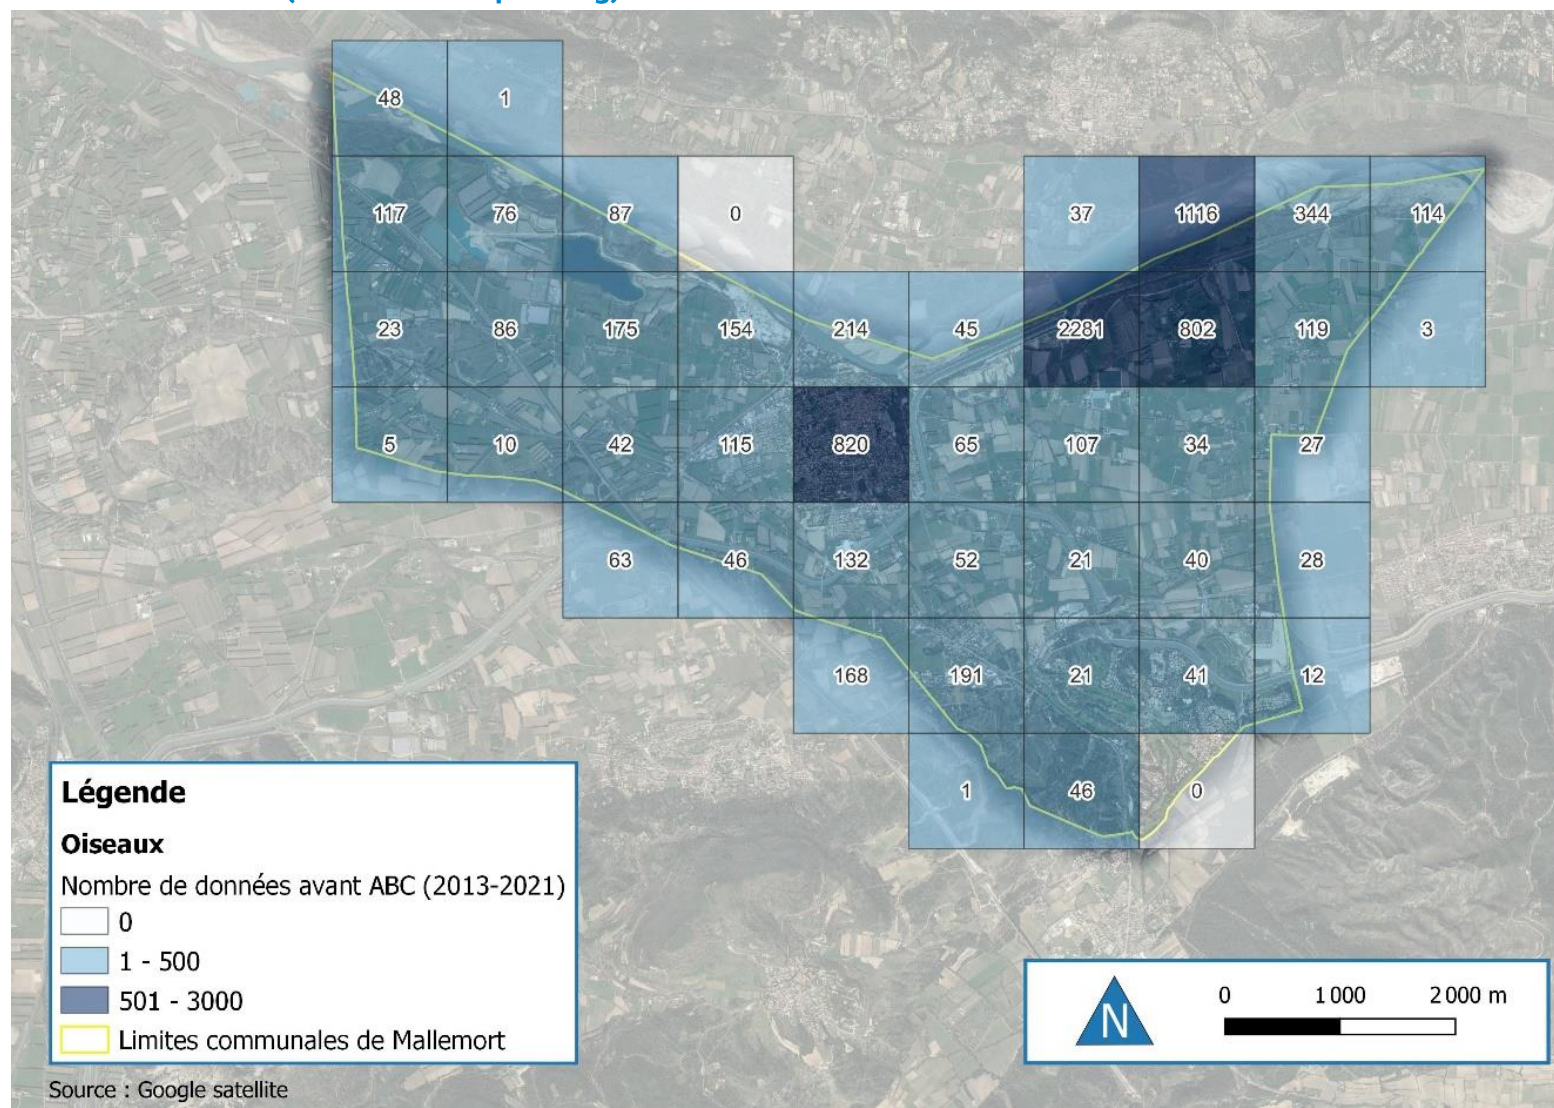 48 1
117 76 87 0 37 1116 344 114
23 86 175 154 214 45 2281 802 119 3
5 10 42 115 820 65 107 34 27
63 46 132 52 21 40 28
168 191 21 41 12
1 46 0
Légende
Oiseaux
Nombre de données avant ABC (2013-2021)
0
1 - 500
501 - 3000
Limites communales de Mallemort
N
0 1 000 2 000 m
Source : Google satellite